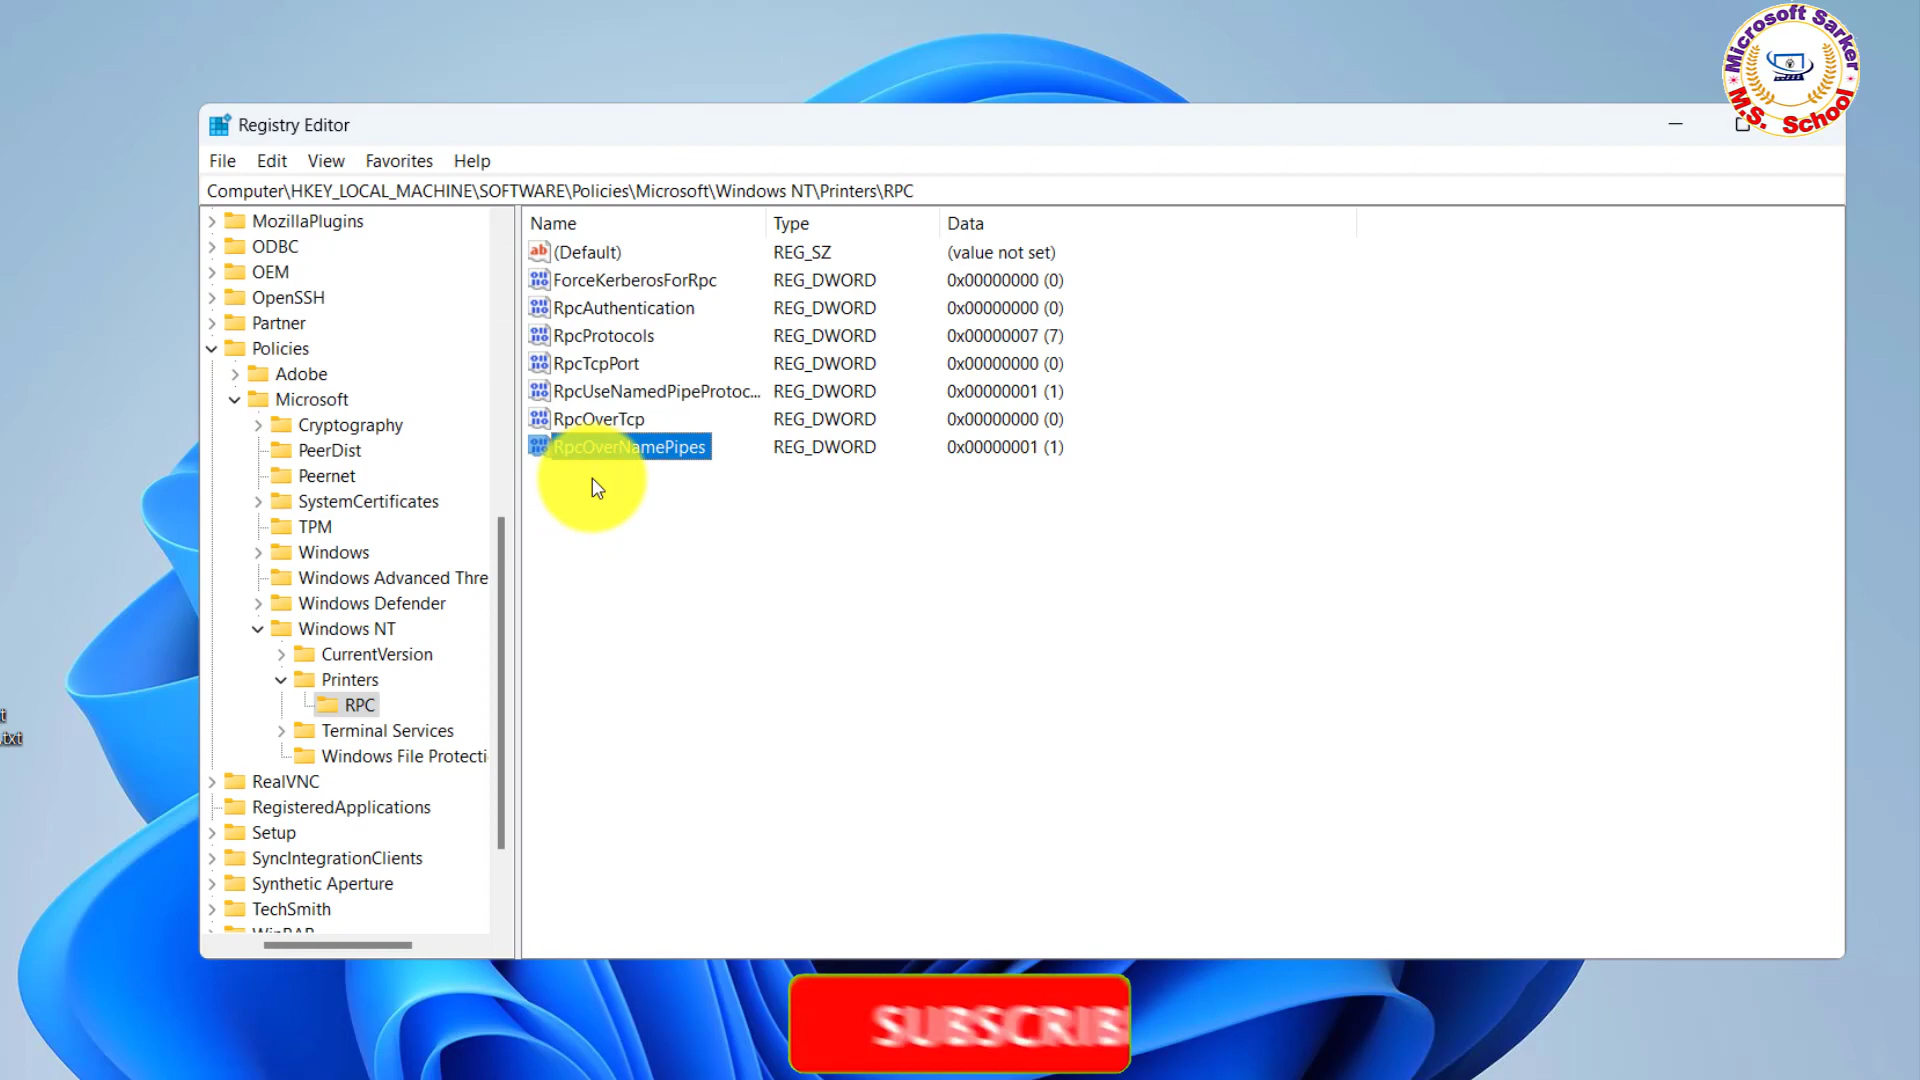 Microsoft Sarker
M.S. School
Registry Editor
File Edit View Favorites Help
Computer\HKEY_LOCAL_MACHINE\SOFTWARE\Policies\Microsoft\Windows NT\Printers\RPC
MozillaPlugins
ODBC
OEM
OpenSSH
Partner
Policies
Adobe
Microsoft
Cryptography
PeerDist
Peernet
SystemCertificates
TPM
Windows
Windows Advanced Thre
Windows Defender
Windows NT
CurrentVersion
Printers
RPC
Terminal Services
Windows File Protecti
RealVNC
RegisteredApplications
Setup
SyncIntegrationClients
Synthetic Aperture
TechSmith
WinRAR
Name Type Data
(Default) REG_SZ (value not set)
ForceKerberosForRpc REG_DWORD 0x00000000 (0)
RpcAuthentication REG_DWORD 0x00000000 (0)
RpcProtocols REG_DWORD 0x00000007 (7)
RpcTcpPort REG_DWORD 0x00000000 (0)
RpcUseNamedPipeProtoc... REG_DWORD 0x00000001 (1)
RpcOverTcp REG_DWORD 0x00000000 (0)
RpcOverNamePipes REG_DWORD 0x00000001 (1)
t
.txt
SUBSCRIB